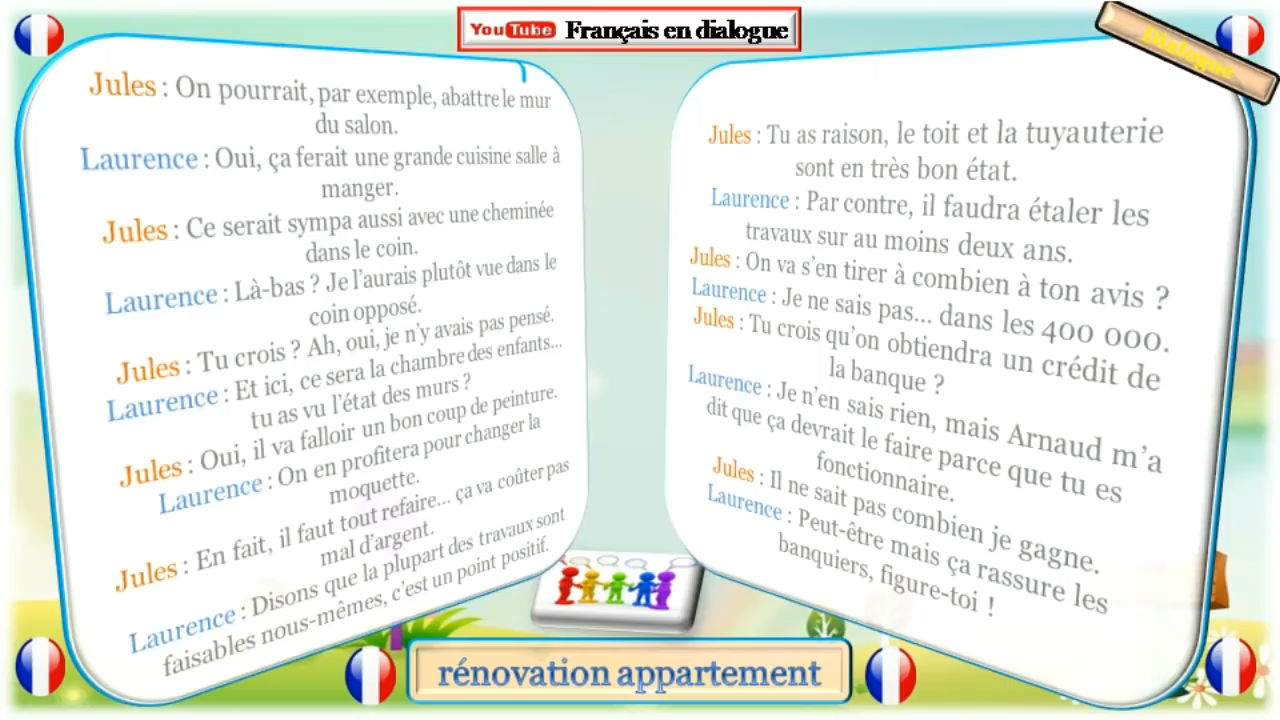 YouTube Français en dialogue
Dialogue
Jules : On pourrait, par exemple, abattre le mur
du salon.
Laurence : Oui, ça ferait une grande cuisine salle à
manger.
Jules : Ce serait sympa aussi avec une cheminée
dans le coin.
Laurence : Là-bas ? Je l'aurais plutôt vue dans le
coin opposé.
Jules : Tu crois ? Ah, oui, je n'y avais pas pensé.
Laurence : Et ici, ce sera la chambre des enfants...
tu as vu l'état des murs ?
Jules : Oui, il va falloir un bon coup de peinture.
Laurence : On en profitera pour changer la
moquette.
Jules : En fait, il faut tout refaire... ça va coûter pas
mal d'argent.
Laurence : Disons que la plupart des travaux sont
faisables nous-mêmes, c'est un point positif.
Jules : Tu as raison, le toit et la tuyauterie
sont en très bon état.
Laurence : Par contre, il faudra étaler les
travaux sur au moins deux ans.
Jules : On va s'en tirer à combien à ton avis ?
Laurence : Je ne sais pas... dans les 400 000.
Jules : Tu crois qu'on obtiendra un crédit de
la banque ?
Laurence : Je n'en sais rien, mais Arnaud m'a
dit que ça devrait le faire parce que tu es
fonctionnaire.
Jules : Il ne sait pas combien je gagne.
Laurence : Peut-être mais ça rassure les
banquiers, figure-toi !
rénovation appartement